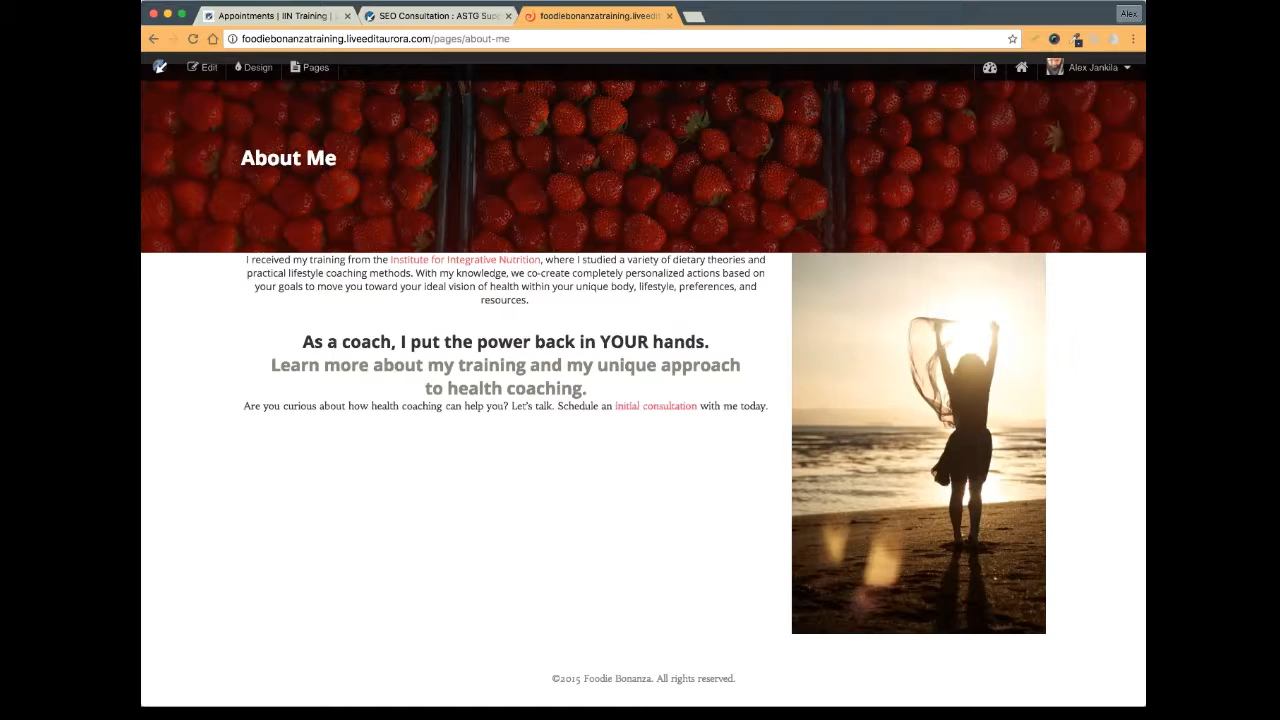 Appointments | IIN Training |
SEO Consultation : ASTG Sup
foodiebonanzatraining.liveedit
Alex
foodiebonanzatraining.liveeditaurora.com/pages/about-me
Edit
Design
Pages
Alex Jankila
About Me
I received my training from the Institute for Integrative Nutrition, where I studied a variety of dietary theories and
practical lifestyle coaching methods. With my knowledge, we co-create completely personalized actions based on
your goals to move you toward your ideal vision of health within your unique body, lifestyle, preferences, and
resources.
As a coach, I put the power back in YOUR hands.
Learn more about my training and my unique approach
to health coaching.
Are you curious about how health coaching can help you? Let's talk. Schedule an initial consultation with me today.
©2015 Foodie Bonanza. All rights reserved.